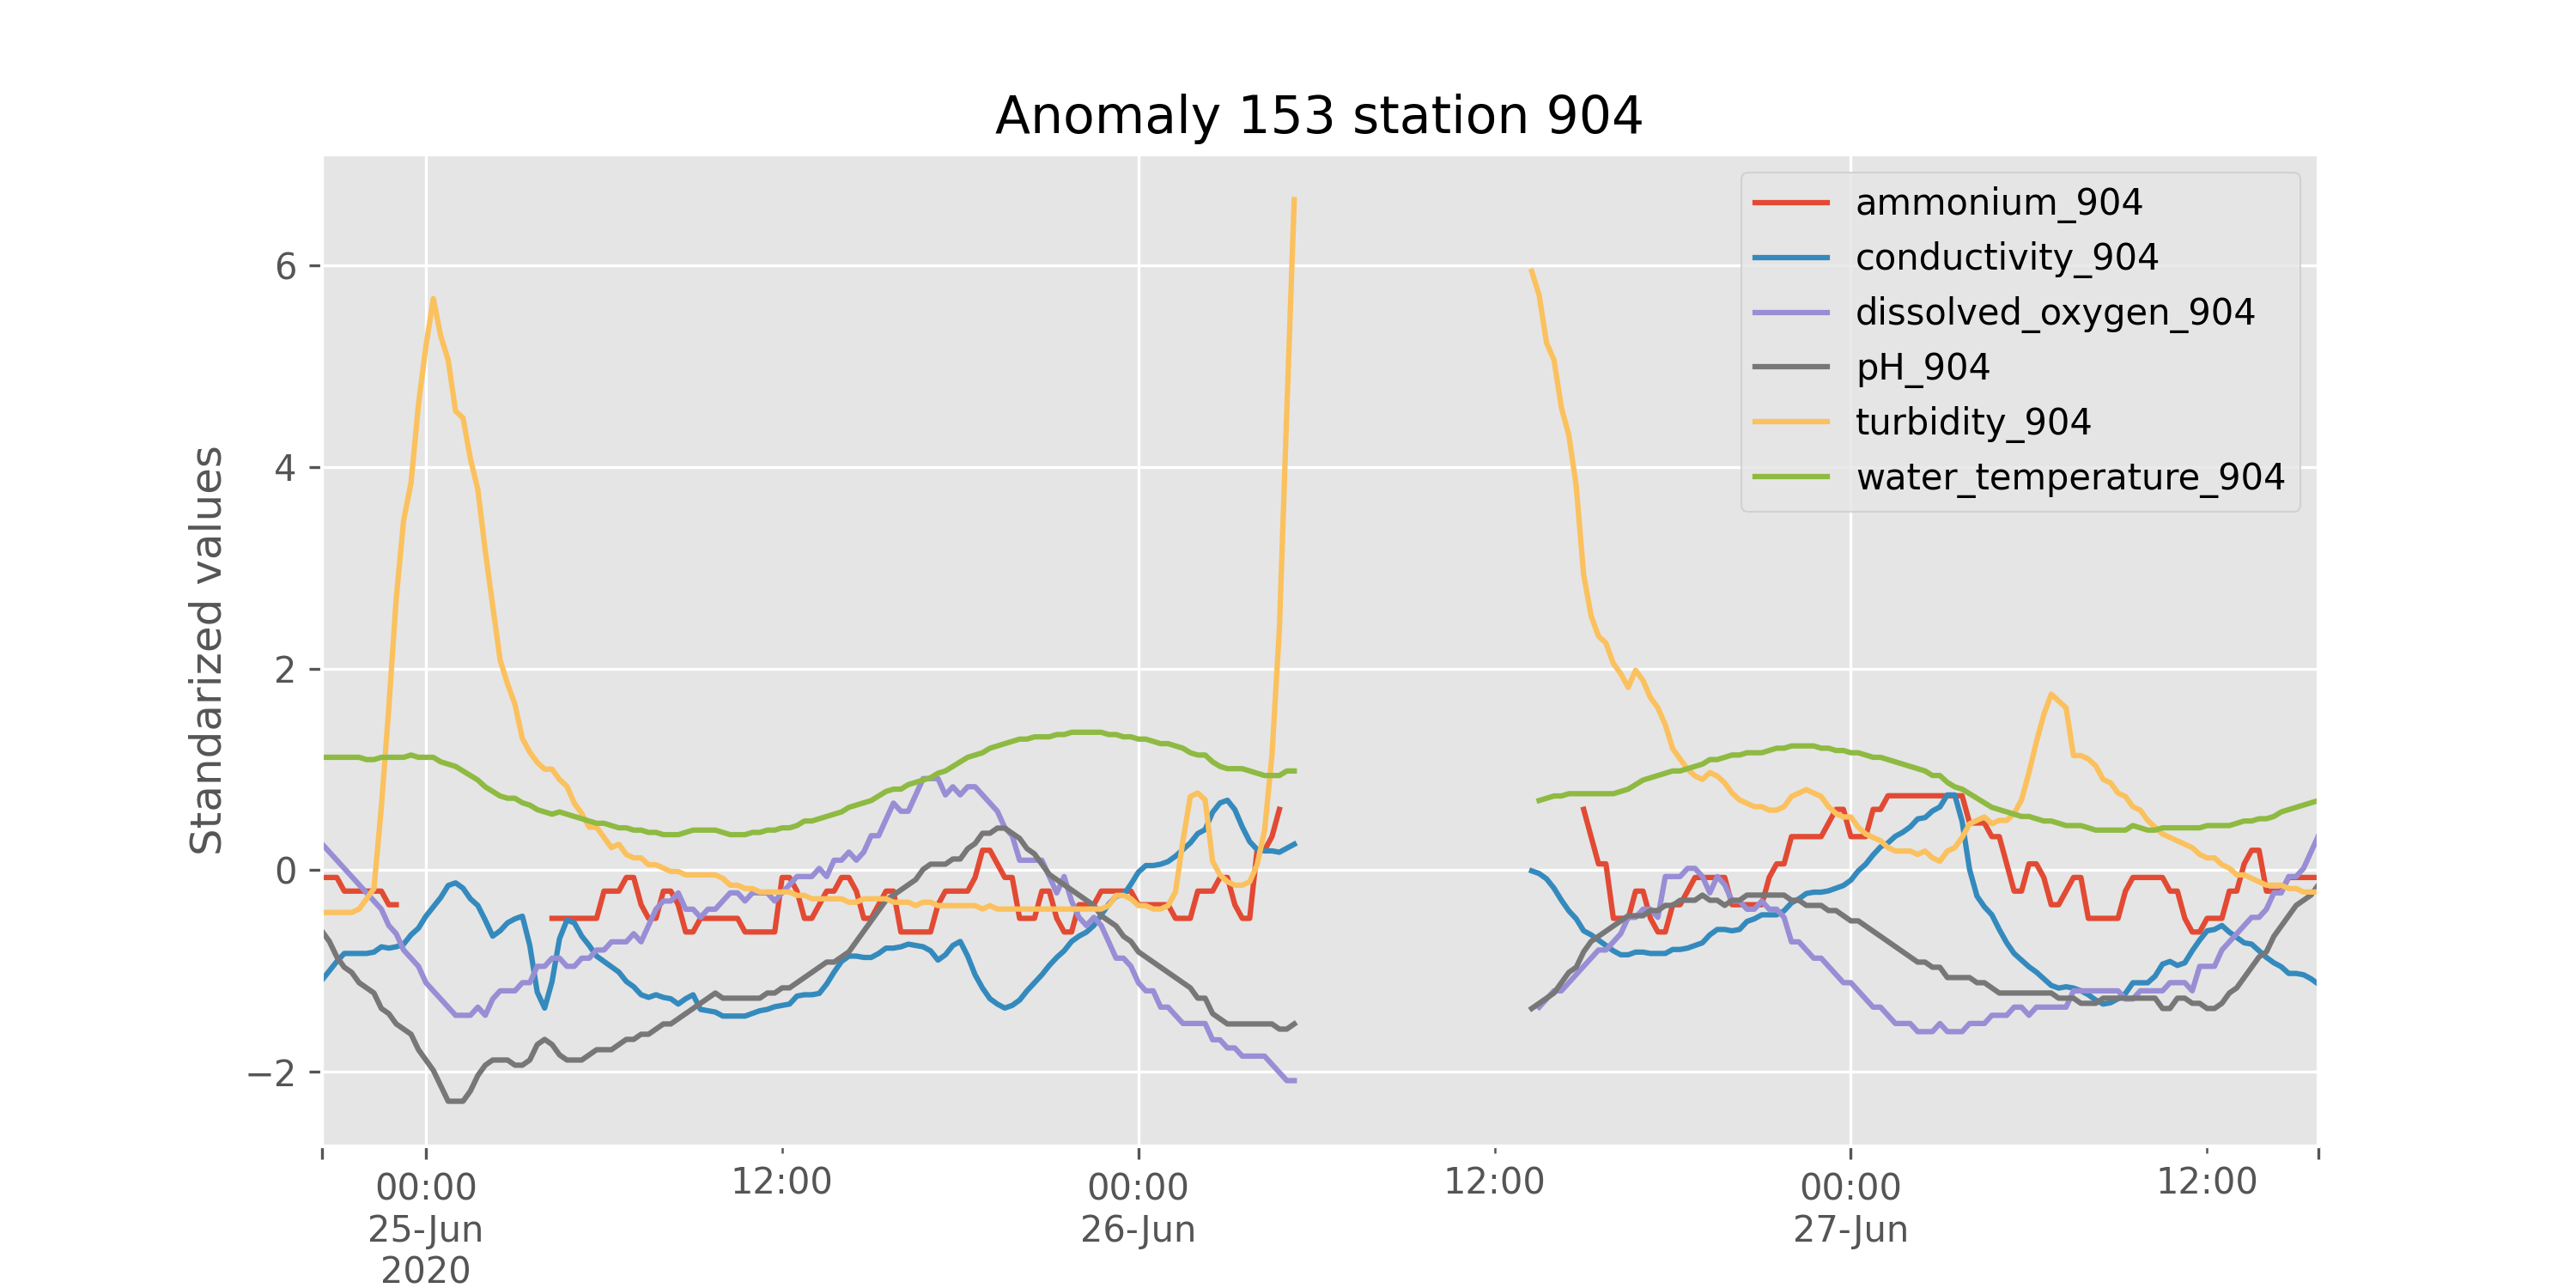 Anomaly 153 station 904
Standarized values
6
4
2
0
−2
ammonium_904
conductivity_904
dissolved_oxygen_904
pH_904
turbidity_904
water_temperature_904
00:00
25-Jun
2020
12:00
00:00
26-Jun
12:00
00:00
27-Jun
12:00